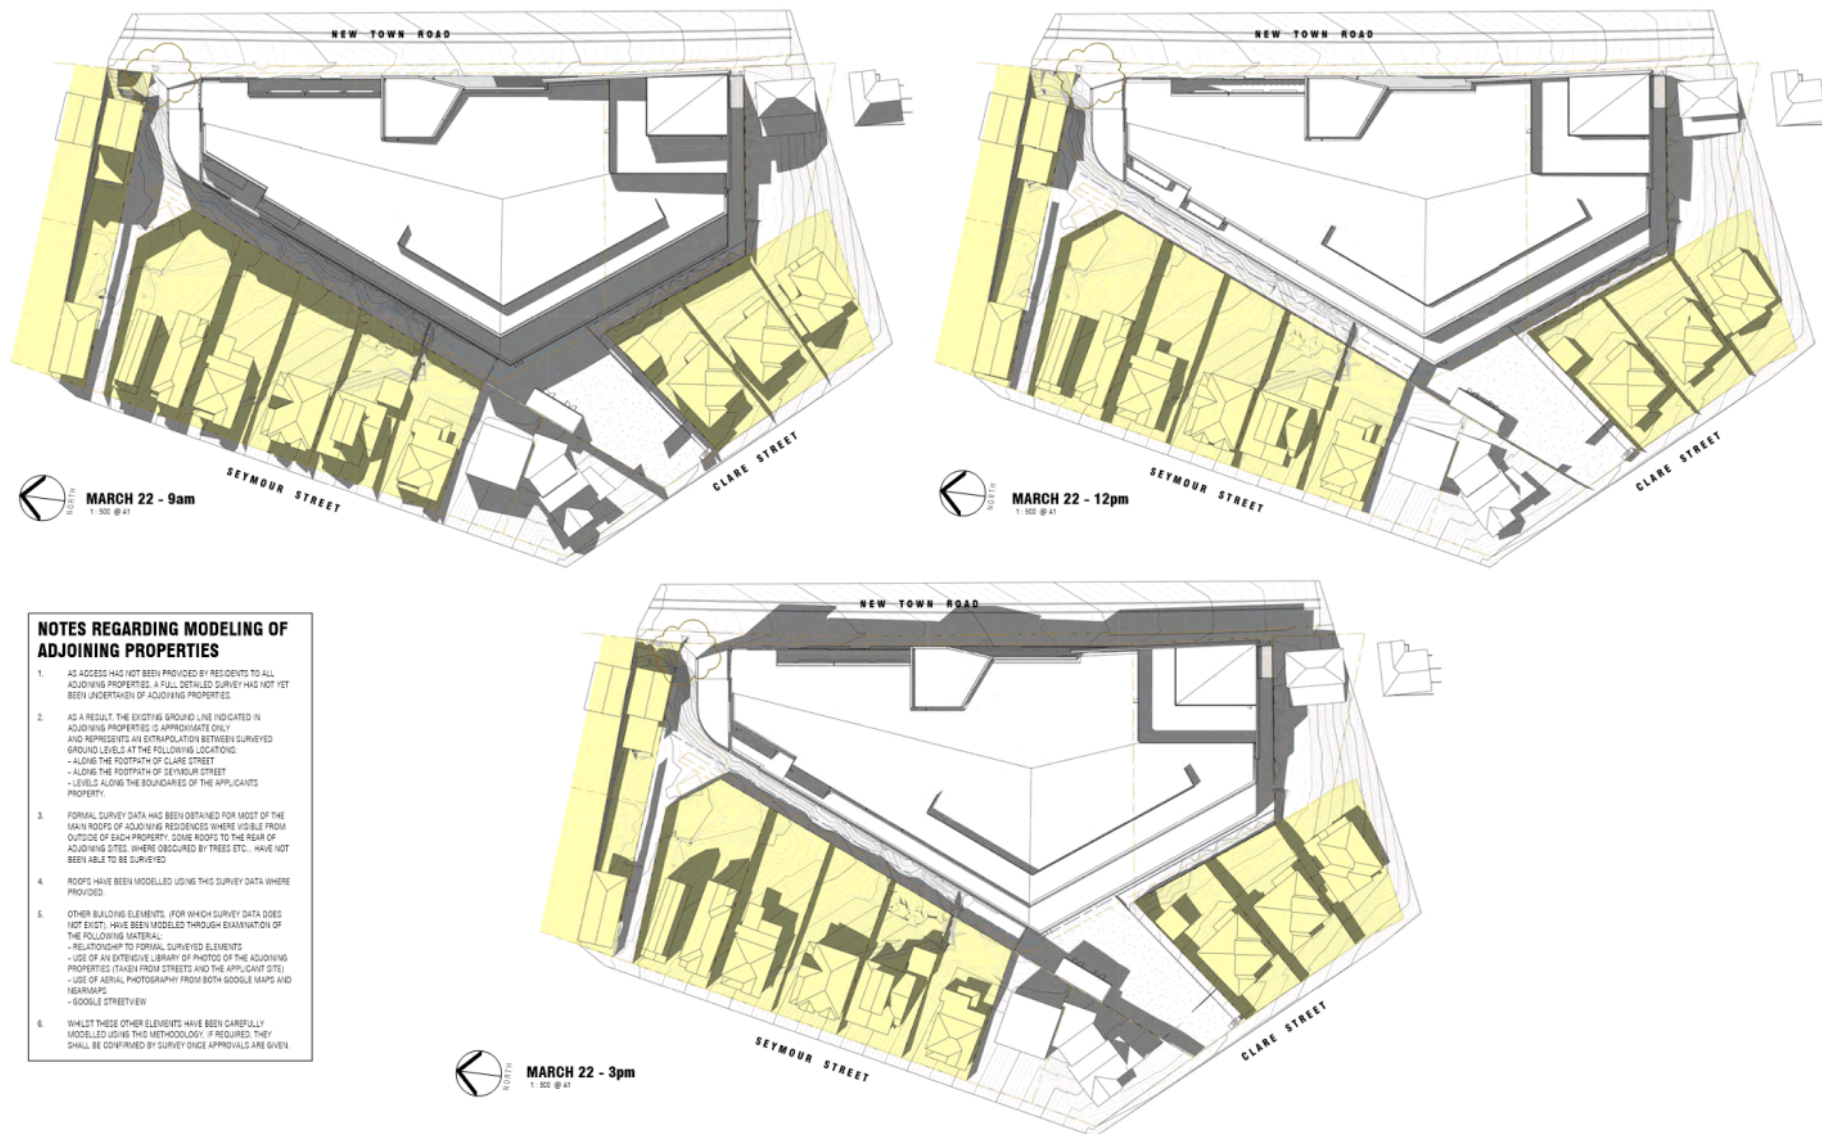 NEW TOWN ROAD
SEYMOUR STREET
CLARE STREET
NORTH
MARCH 22 - 9am
1 : 500 @ A1
NEW TOWN ROAD
SEYMOUR STREET
CLARE STREET
NORTH
MARCH 22 - 12pm
1 : 500 @ A1
NOTES REGARDING MODELING OF
ADJOINING PROPERTIES
1. AS ACCESS HAS NOT BEEN PROVIDED BY RESIDENTS TO ALL
ADJOINING PROPERTIES, A FULL DETAILED SURVEY HAS NOT YET
BEEN UNDERTAKEN OF ADJOINING PROPERTIES.
2. AS A RESULT, THE EXISTING GROUND LINE INDICATED IN
ADJOINING PROPERTIES IS APPROXIMATE ONLY
AND REPRESENTS AN EXTRAPOLATION BETWEEN SURVEYED
GROUND LEVELS AT THE FOLLOWING LOCATIONS:
- ALONG THE FOOTPATH OF CLARE STREET
- ALONG THE FOOTPATH OF SEYMOUR STREET
- LEVELS ALONG THE BOUNDARIES OF THE APPLICANTS
PROPERTY.
3. FORMAL SURVEY DATA HAS BEEN OBTAINED FOR MOST OF THE
MAIN ROOFS OF ADJOINING RESIDENCES WHERE VISIBLE FROM
OUTSIDE OF EACH PROPERTY. SOME ROOFS TO THE REAR OF
ADJOINING SITES, WHERE OBSCURED BY TREES ETC... HAVE NOT
BEEN ABLE TO BE SURVEYED
4. ROOFS HAVE BEEN MODELLED USING THIS SURVEY DATA WHERE
PROVIDED.
5. OTHER BUILDING ELEMENTS, (FOR WHICH SURVEY DATA DOES
NOT EXIST), HAVE BEEN MODELED THROUGH EXAMINATION OF
THE FOLLOWING MATERIAL:
- RELATIONSHIP TO FORMAL SURVEYED ELEMENTS
- USE OF AN EXTENSIVE LIBRARY OF PHOTOS OF THE ADJOINING
PROPERTIES (TAKEN FROM STREETS AND THE APPLICANT SITE)
- USE OF AERIAL PHOTOGRAPHY FROM BOTH GOOGLE MAPS AND
NEARMAPS
- GOOGLE STREETVIEW
6. WHILST THESE OTHER ELEMENTS HAVE BEEN CAREFULLY
MODELLED USING THIS METHODOLOGY, IF REQUIRED, THEY
SHALL BE CONFIRMED BY SURVEY ONCE APPROVALS ARE GIVEN.
NEW TOWN ROAD
SEYMOUR STREET
CLARE STREET
NORTH
MARCH 22 - 3pm
1 : 500 @ A1